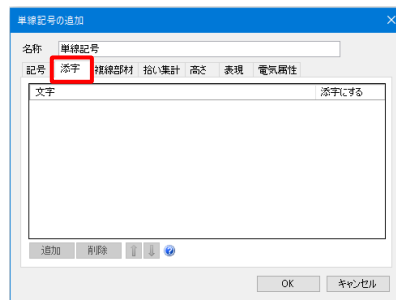 単線記号の追加
名称 単線記号
記号 添字 複線部材 拾い集計 高さ 表現 電気属性
文字 添字にする
追加 削除
OK キャンセル